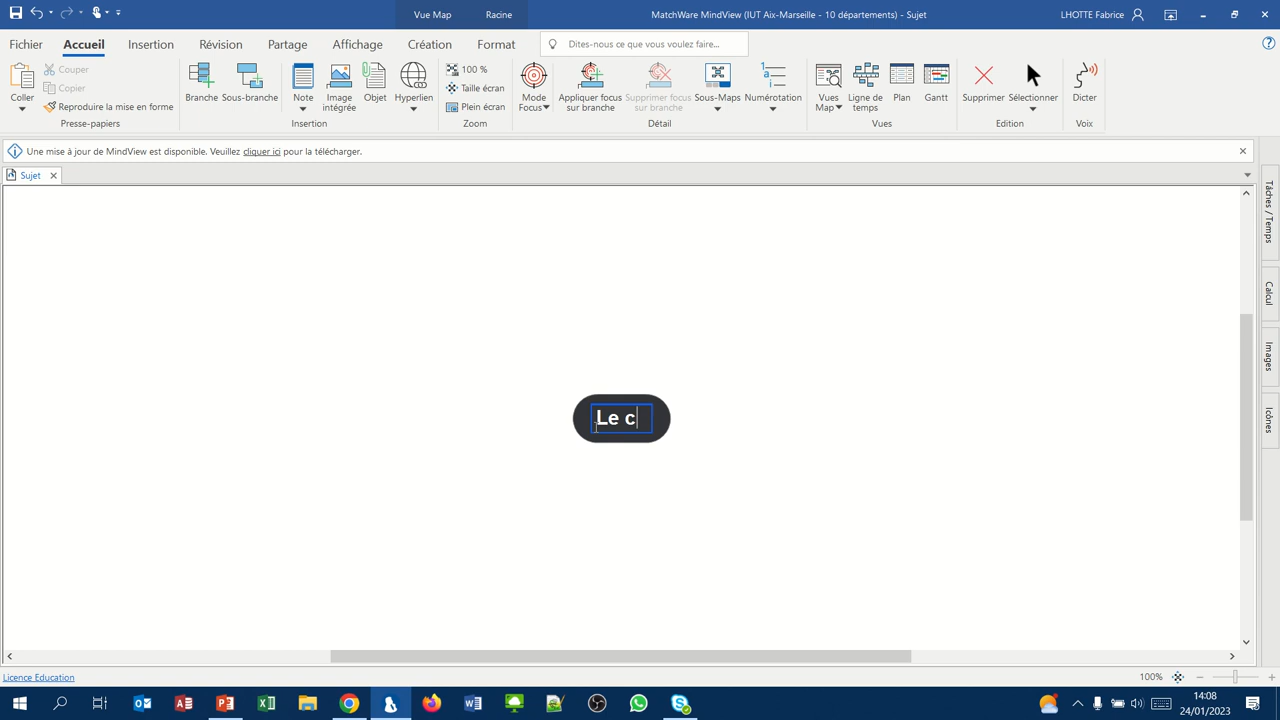 Vue Map Racine MatchWare MindView (IUT Aix-Marseille - 10 départements) - Sujet LHOTTE Fabrice
Fichier Accueil Insertion Révision Partage Affichage Création Format Dites-nous ce que vous voulez faire...
Coller Couper Copier Reproduire la mise en forme
Presse-papiers
Branche Sous-branche Note Image intégrée Objet Hyperlien
Insertion
100 % Taille écran Plein écran
Zoom
Mode Focus Appliquer focus sur branche Supprimer focus sur branche Sous-Maps Numérotation
Détail
Vues Map Ligne de temps Plan Gantt
Vues
Supprimer Sélectionner
Edition
Dicter
Voix
Une mise à jour de MindView est disponible. Veuillez cliquer ici pour la télécharger.
Sujet
Le c
Tâches / Temps
Calcul
Images
Icônes
Licence Education 100%
14:08
24/01/2023